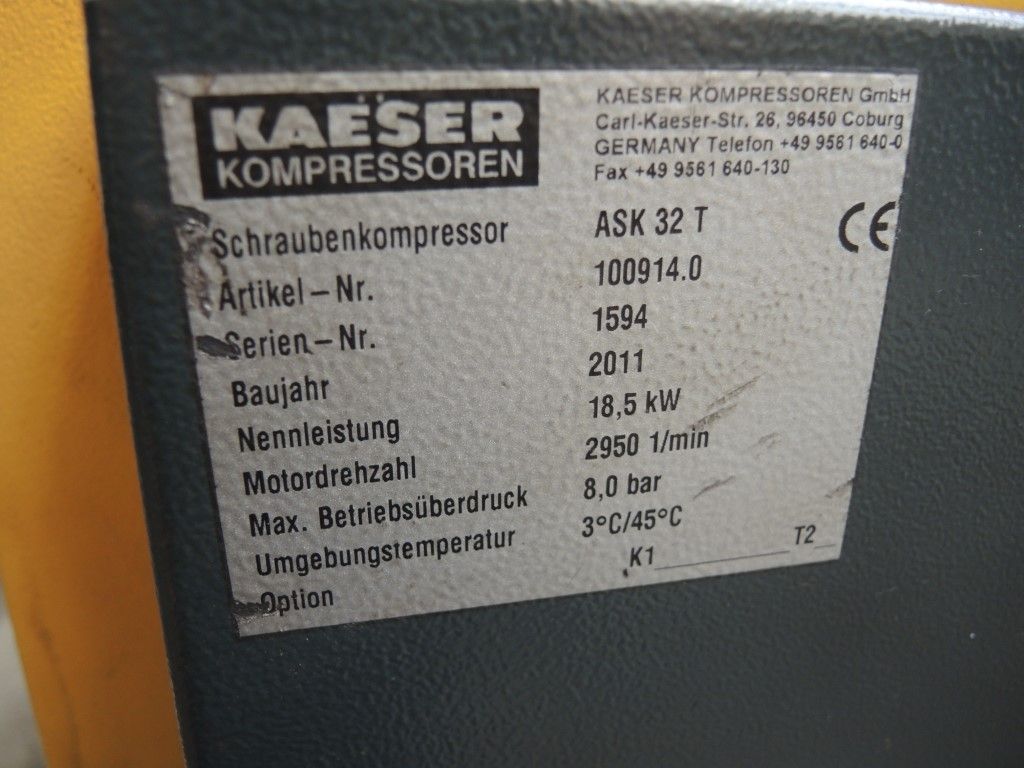 KAESER
KOMPRESSOREN
KAESER KOMPRESSOREN GmbH
Carl-Kaeser-Str. 26, 96450 Coburg
GERMANY Telefon +49 9561 640-0
Fax +49 9561 640-130
CE
Schraubenkompressor ASK 32 T
Artikel – Nr. 100914.0
Serien – Nr. 1594
Baujahr 2011
Nennleistung 18,5 kW
Motordrehzahl 2950 1/min
Max. Betriebsüberdruck 8,0 bar
Umgebungstemperatur 3°C/45°C
Option K1 T2